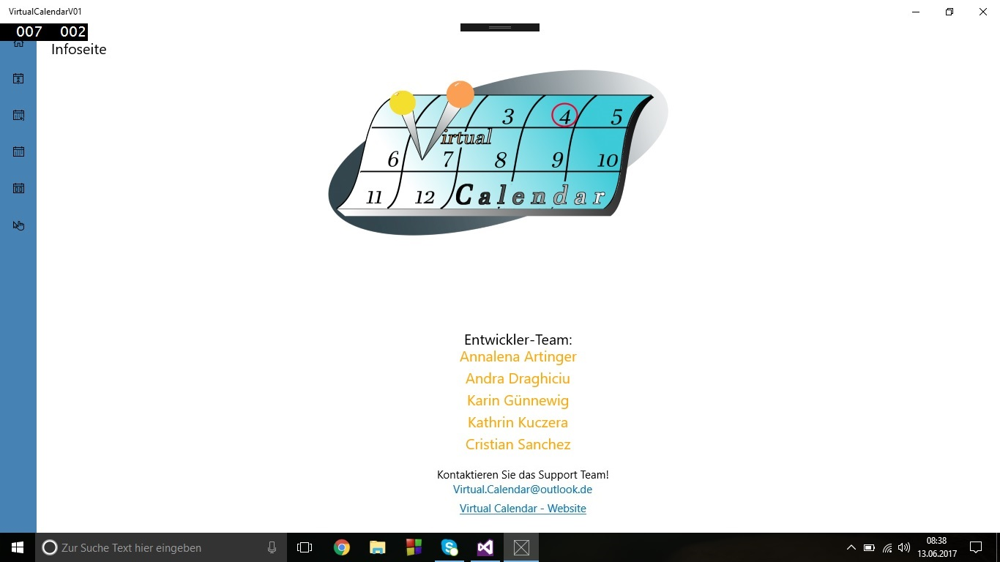 VirtualCalendarV01
007 002
Infoseite
3 4 5
irtual
6 7 8 9 10
11 12 Calendar
Entwickler-Team:
Annalena Artinger
Andra Draghiciu
Karin Günnewig
Kathrin Kuczera
Cristian Sanchez
Kontaktieren Sie das Support Team!
Virtual.Calendar@outlook.de
Virtual Calendar - Website
Zur Suche Text hier eingeben
08:38
13.06.2017